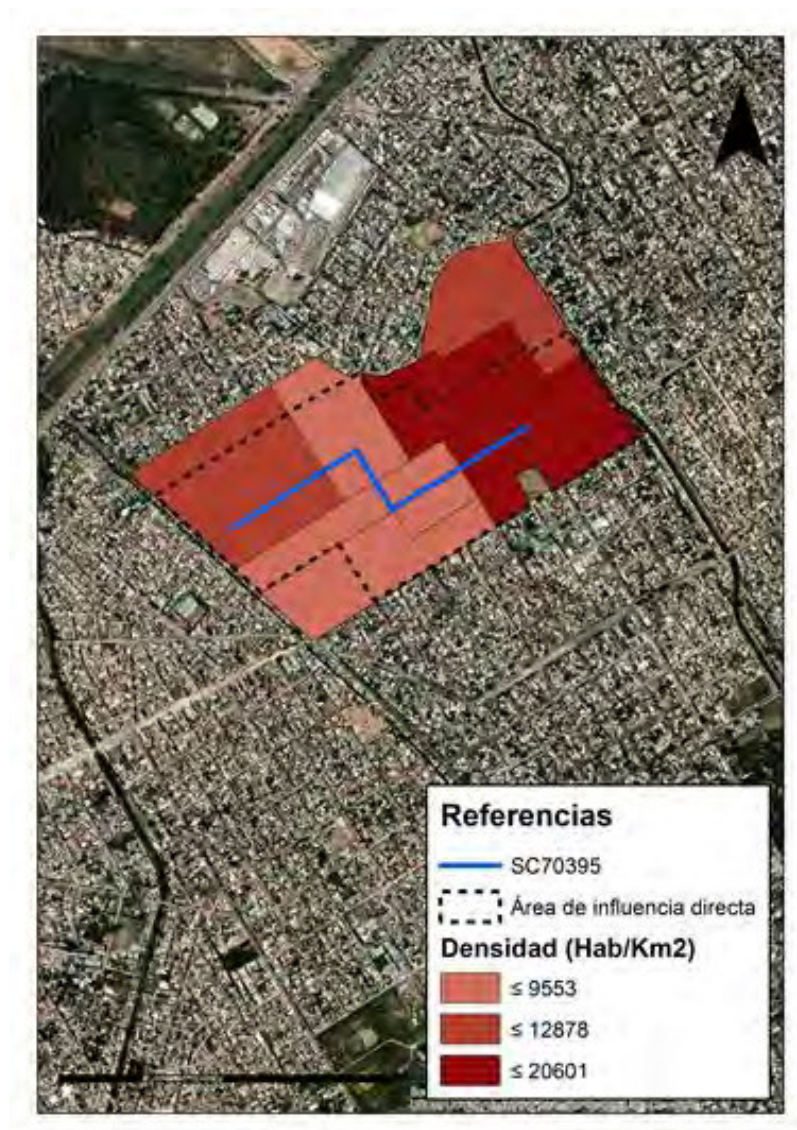 Referencias
SC70395
Área de influencia directa
Densidad (Hab/Km2)
≤ 9553
≤ 12878
≤ 20601